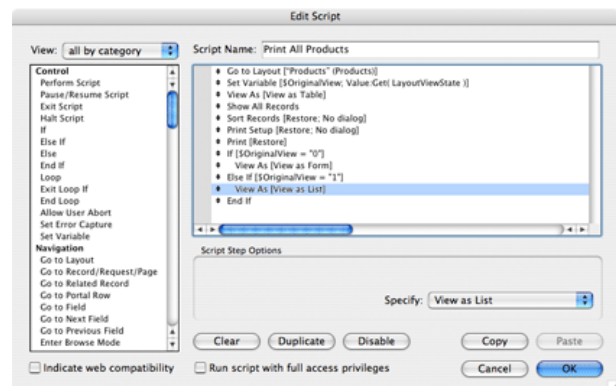 Edit Script
View: all by category
Script Name: Print All Products
Control
Perform Script
Pause/Resume Script
Exit Script
Halt Script
If
Else If
Else
End If
Loop
Exit Loop If
End Loop
Allow User Abort
Set Error Capture
Set Variable
Navigation
Go to Layout
Go to Record/Request/Page
Go to Related Record
Go to Portal Row
Go to Field
Go to Next Field
Go to Previous Field
Enter Browse Mode
Go to Layout ["Products" (Products)]
Set Variable [$OriginalView; Value:Get( LayoutViewState )]
View As [View as Table]
Show All Records
Sort Records [Restore; No dialog]
Print Setup [Restore; No dialog]
Print [Restore]
If [$OriginalView = "0"]
View As [View as Form]
Else If [$OriginalView = "1"]
View As [View as List]
End If
Script Step Options
Specify: View as List
Clear Duplicate Disable Copy Paste
Indicate web compatibility
Run script with full access privileges
Cancel OK